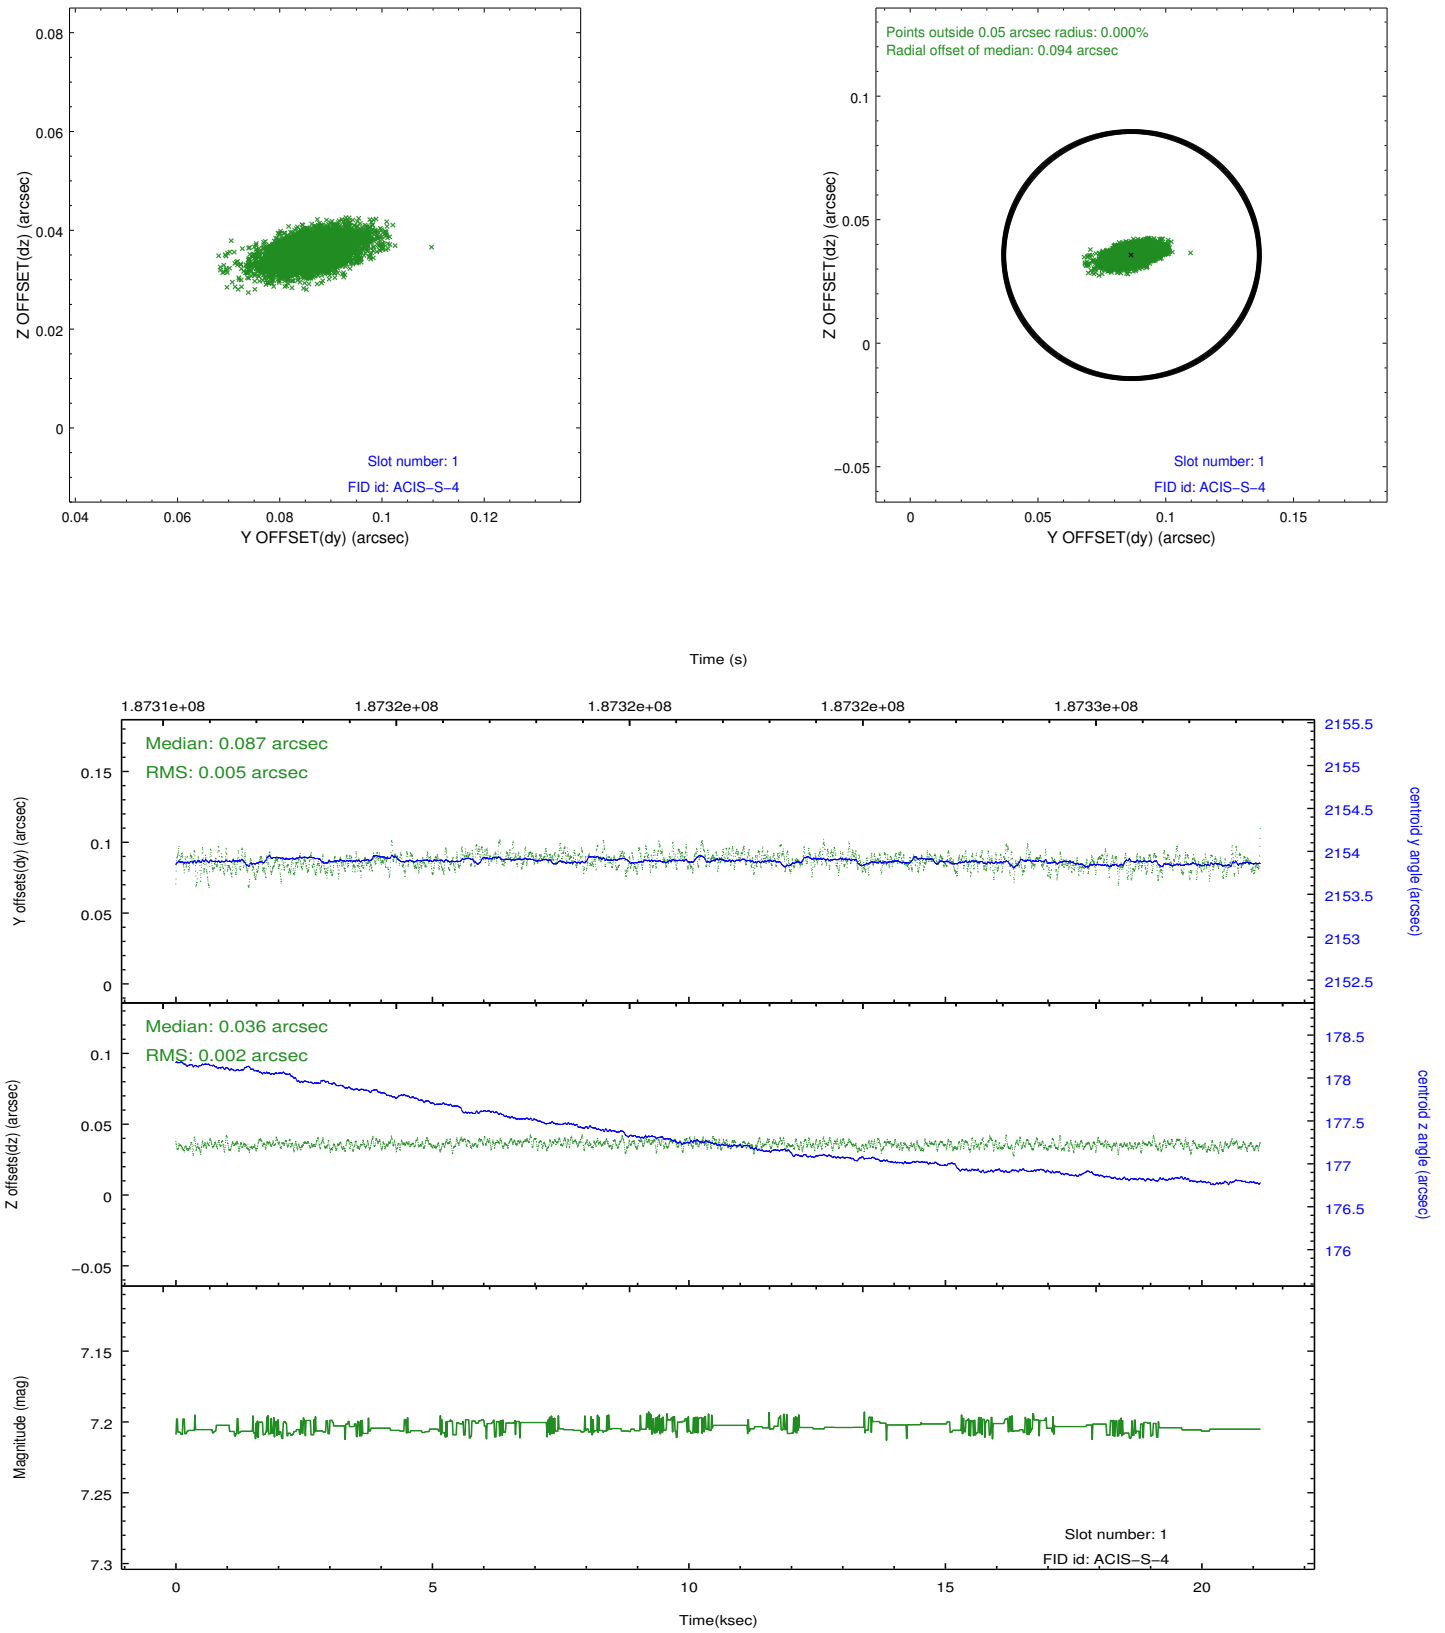 0.08
0.06
0.04
0.02
0
Z OFFSET(dz) (arcsec)
Slot number: 1
FID id: ACIS−S−4
0.04 0.06 0.08 0.1 0.12
Y OFFSET(dy) (arcsec)
Points outside 0.05 arcsec radius: 0.000%
Radial offset of median: 0.094 arcsec
0.1
0.05
0
−0.05
Z OFFSET(dz) (arcsec)
Slot number: 1
FID id: ACIS−S−4
0 0.05 0.1 0.15
Y OFFSET(dy) (arcsec)
Time (s)
1.8731e+08 1.8732e+08 1.8732e+08 1.8732e+08 1.8733e+08
Median: 0.087 arcsec
RMS: 0.005 arcsec
0.15
0.1
0.05
0
Y offsets(dy) (arcsec)
2155.5
2155
2154.5
2154
2153.5
2153
2152.5
centroid y angle (arcsec)
Median: 0.036 arcsec
RMS: 0.002 arcsec
0.1
0.05
0
−0.05
Z offsets(dz) (arcsec)
178.5
178
177.5
177
176.5
176
centroid z angle (arcsec)
7.15
7.2
7.25
7.3
Magnitude (mag)
Slot number: 1
FID id: ACIS−S−4
0 5 10 15 20
Time(ksec)